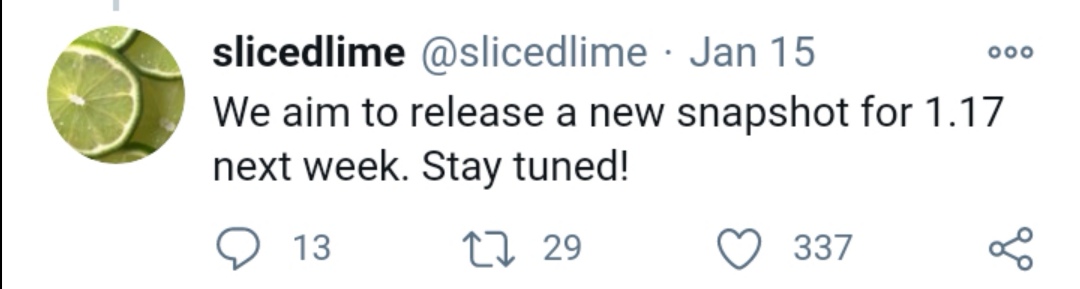 slicedlime @slicedlime · Jan 15
We aim to release a new snapshot for 1.17
next week. Stay tuned!
13 29 337